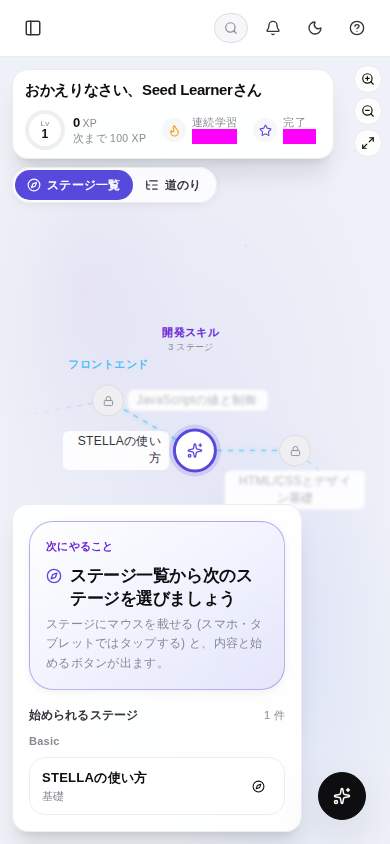 おかえりなさい、Seed Learnerさん
Lv
1
0 XP
次まで 100 XP
連続学習
完了
ステージ一覧
道のり
開発スキル
3 ステージ
フロントエンド
JavaScriptの値と制御
STELLAの使い
方
HTML/CSSとデザイ
ン基礎
次にやること
ステージ一覧から次のス
テージを選びましょう
ステージにマウスを載せる (スマホ・タ
ブレットではタップする) と、内容と始
めるボタンが出ます。
始められるステージ
1 件
Basic
STELLAの使い方
基礎